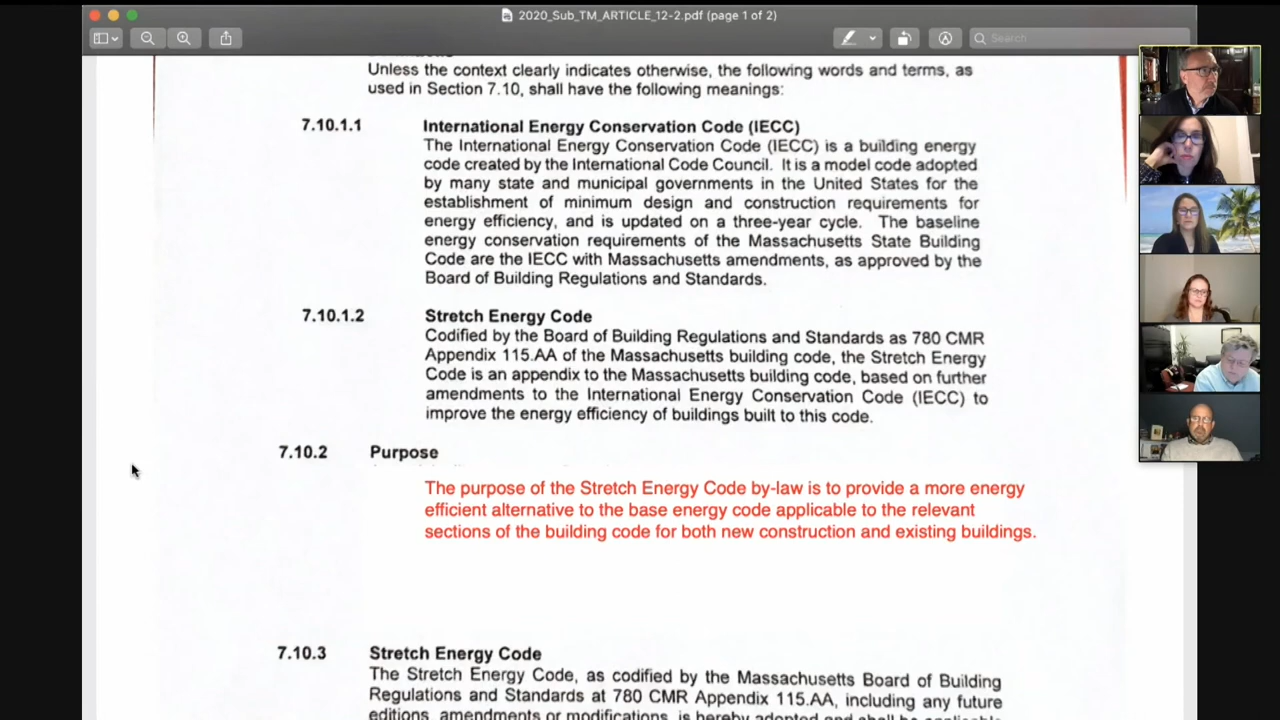 2020_Sub_TM_ARTICLE_12-2.pdf (page 1 of 2)
Search
Unless the context clearly indicates otherwise, the following words and terms, as
used in Section 7.10, shall have the following meanings:
7.10.1.1 International Energy Conservation Code (IECC)
The International Energy Conservation Code (IECC) is a building energy
code created by the International Code Council. It is a model code adopted
by many state and municipal governments in the United States for the
establishment of minimum design and construction requirements for
energy efficiency, and is updated on a three-year cycle. The baseline
energy conservation requirements of the Massachusetts State Building
Code are the IECC with Massachusetts amendments, as approved by the
Board of Building Regulations and Standards.
7.10.1.2 Stretch Energy Code
Codified by the Board of Building Regulations and Standards as 780 CMR
Appendix 115.AA of the Massachusetts building code, the Stretch Energy
Code is an appendix to the Massachusetts building code, based on further
amendments to the International Energy Conservation Code (IECC) to
improve the energy efficiency of buildings built to this code.
7.10.2 Purpose
The purpose of the Stretch Energy Code by-law is to provide a more energy
efficient alternative to the base energy code applicable to the relevant
sections of the building code for both new construction and existing buildings.
7.10.3 Stretch Energy Code
The Stretch Energy Code, as codified by the Massachusetts Board of Building
Regulations and Standards at 780 CMR Appendix 115.AA, including any future
editions, amendments or modifications, is hereby adopted and shall be applicable